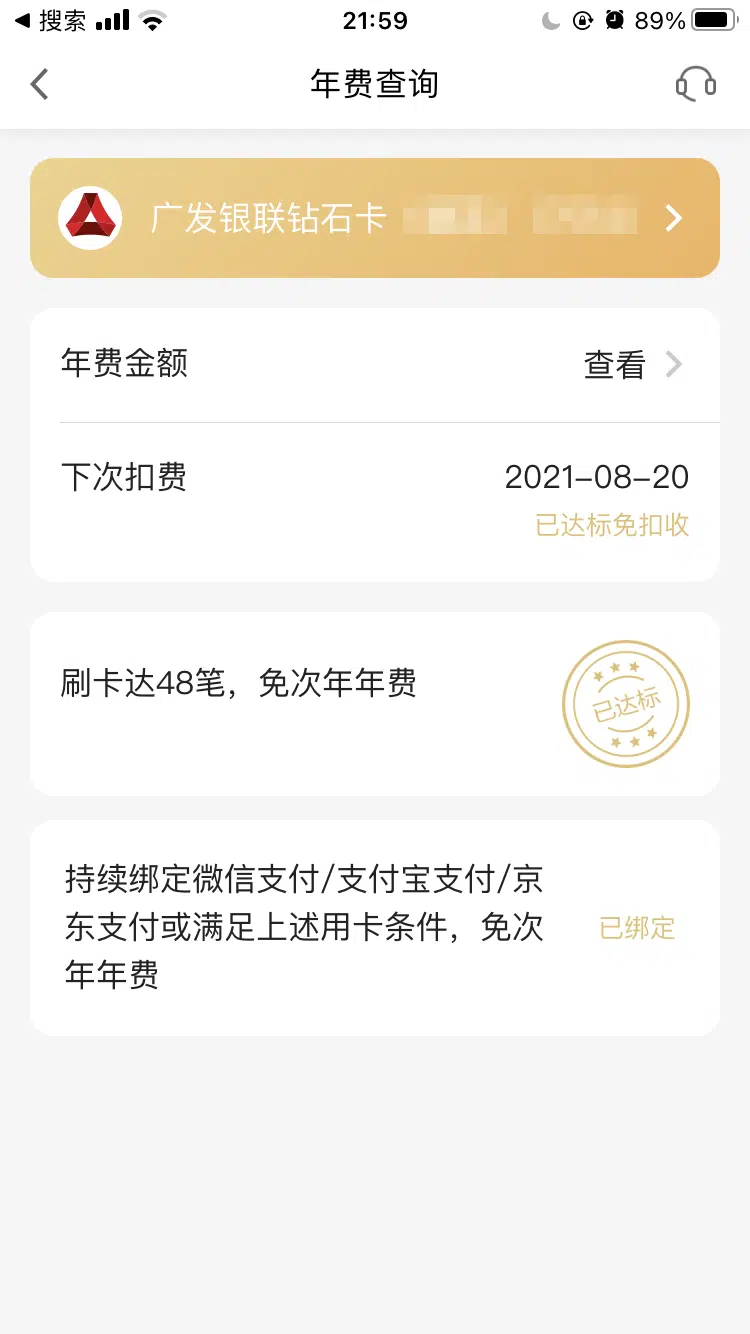 搜索
21:59
89%
年费查询
广发银联钻石卡
年费金额 查看
下次扣费 2021-08-20
已达标免扣收
刷卡达48笔，免次年年费
已达标
持续绑定微信支付/支付宝支付/京
东支付或满足上述用卡条件，免次
年年费
已绑定